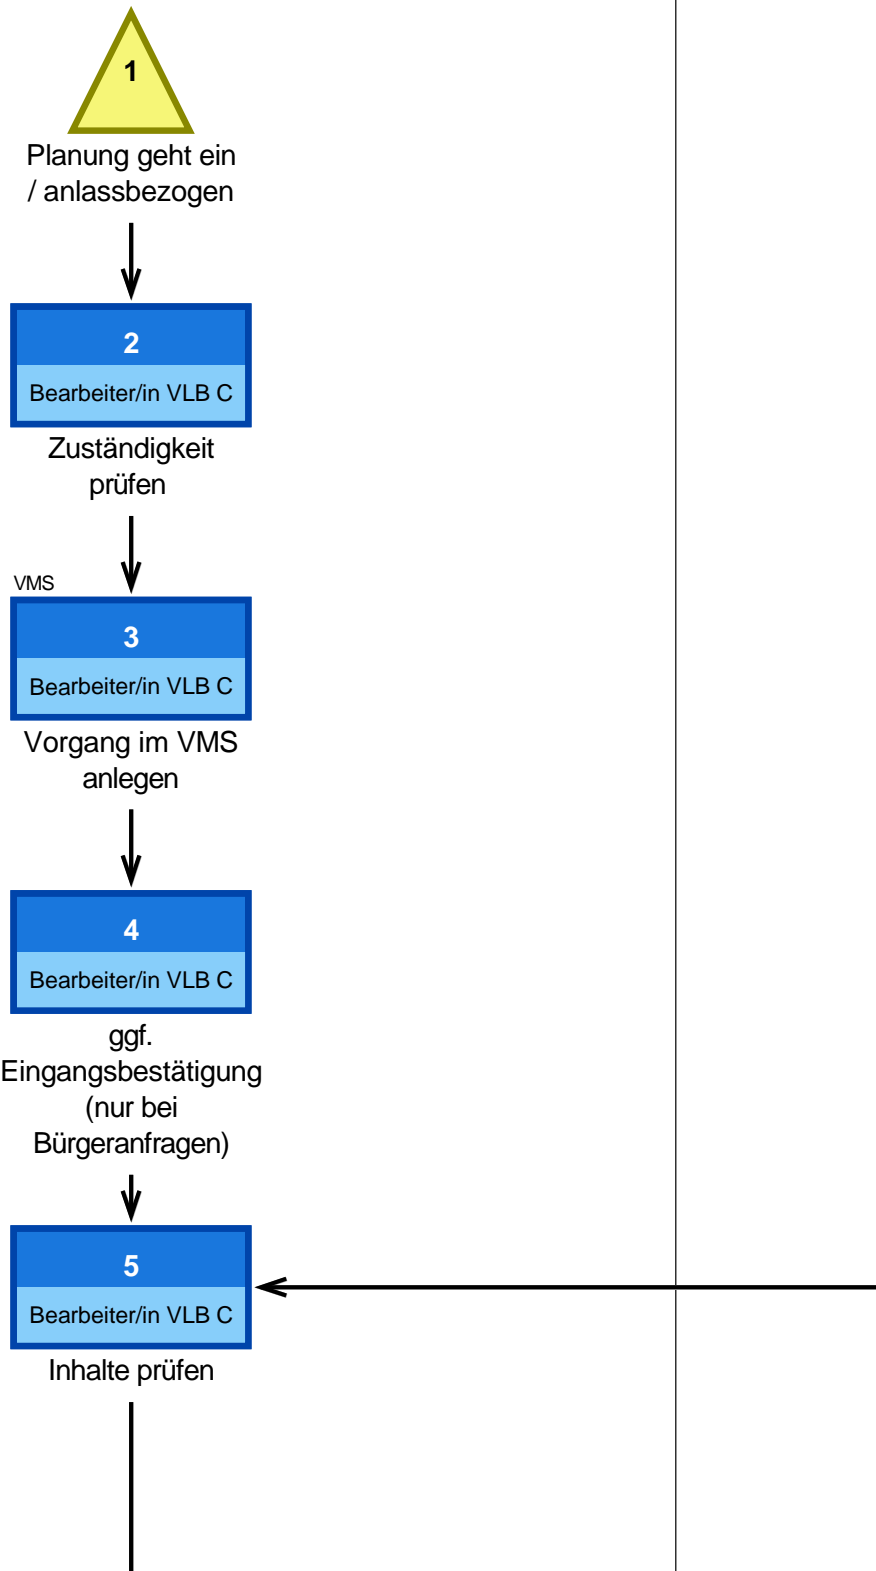 1
Planung geht ein
/ anlassbezogen
2
Bearbeiter/in VLB C
Zuständigkeit
prüfen
VMS
3
Bearbeiter/in VLB C
Vorgang im VMS
anlegen
4
Bearbeiter/in VLB C
ggf.
Eingangsbestätigung
(nur bei
Bürgeranfragen)
5
Bearbeiter/in VLB C
Inhalte prüfen